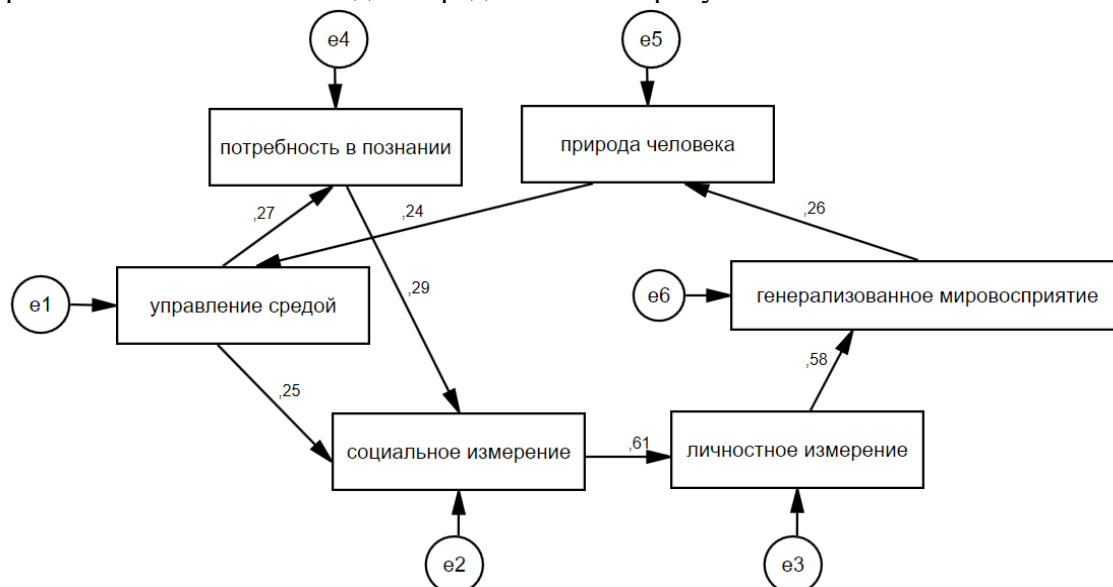 e4
e5
потребность в познании
природа человека
,27
,24
,26
e1
управление средой
,29
e6
генерализованное мировосприятие
,25
,58
социальное измерение
,61
личностное измерение
e2
e3